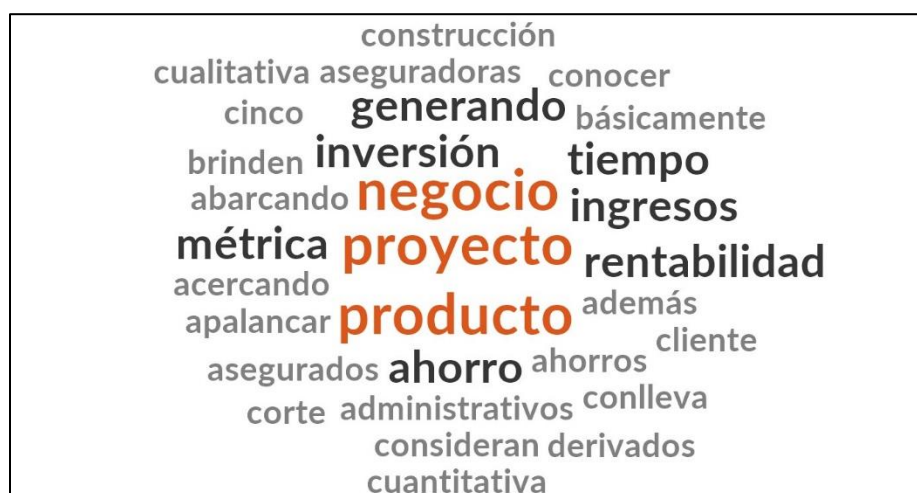 construcción
cualitativa aseguradoras conocer
cinco generando básicamente
brinden inversión tiempo
abarcando negocio ingresos
métrica proyecto rentabilidad
acercando
apalancar producto además
cliente
asegurados ahorro ahorros
corte administrativos conlleva
consideran derivados
cuantitativa